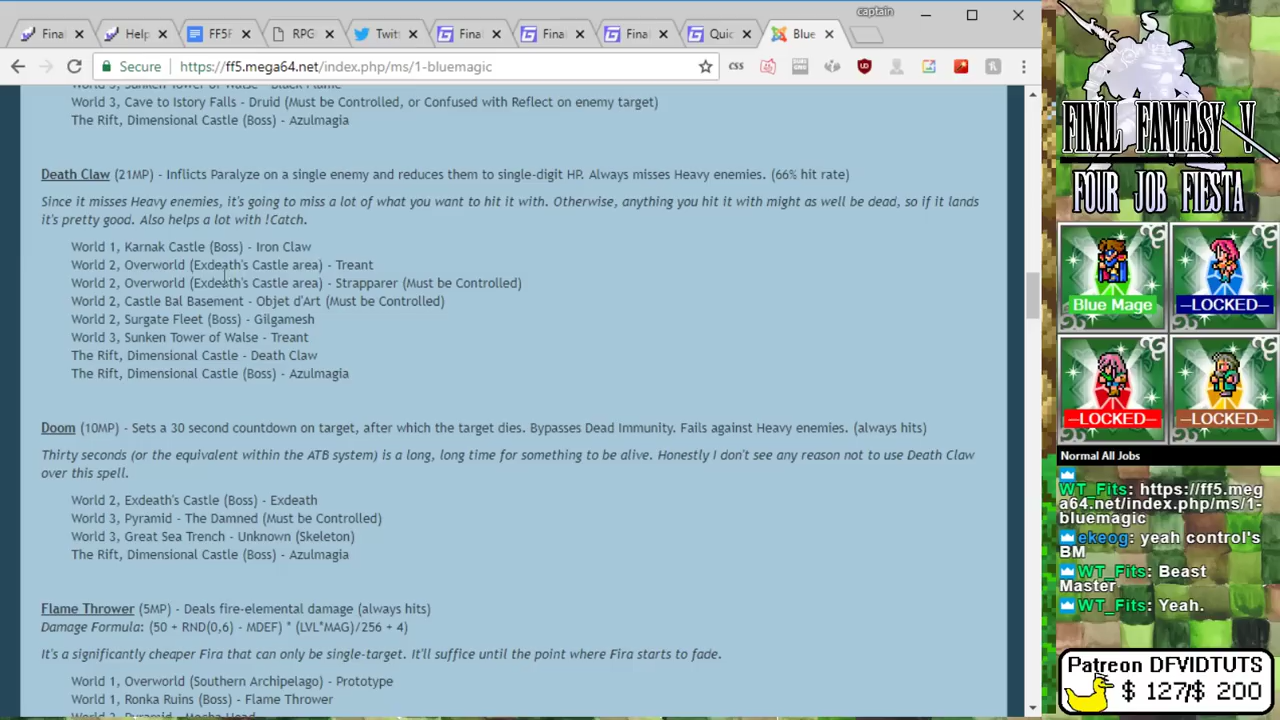 captain
Fina
Help
FF5F
RPG
Twitt
Final
Final
Final
Quic
Blue
Secure
https://ff5.mega64.net/index.php/ms/1-bluemagic
CSS
World 3, Cave to Istory Falls - Druid (Must be Controlled, or Confused with Reflect on enemy target)
The Rift, Dimensional Castle (Boss) - Azulmagia
Death Claw (21MP) - Inflicts Paralyze on a single enemy and reduces them to single-digit HP. Always misses Heavy enemies. (66% hit rate)
Since it misses Heavy enemies, it's going to miss a lot of what you want to hit it with. Otherwise, anything you hit it with might as well be dead, so if it lands
it's pretty good. Also helps a lot with !Catch.
World 1, Karnak Castle (Boss) - Iron Claw
World 2, Overworld (Exdeath's Castle area) - Treant
World 2, Overworld (Exdeath's Castle area) - Strapparer (Must be Controlled)
World 2, Castle Bal Basement - Objet d'Art (Must be Controlled)
World 2, Surgate Fleet (Boss) - Gilgamesh
World 3, Sunken Tower of Walse - Treant
The Rift, Dimensional Castle - Death Claw
The Rift, Dimensional Castle (Boss) - Azulmagia
Doom (10MP) - Sets a 30 second countdown on target, after which the target dies. Bypasses Dead Immunity. Fails against Heavy enemies. (always hits)
Thirty seconds (or the equivalent within the ATB system) is a long, long time for something to be alive. Honestly I don't see any reason not to use Death Claw
over this spell.
World 2, Exdeath's Castle (Boss) - Exdeath
World 3, Pyramid - The Damned (Must be Controlled)
World 3, Great Sea Trench - Unknown (Skeleton)
The Rift, Dimensional Castle (Boss) - Azulmagia
Flame Thrower (5MP) - Deals fire-elemental damage (always hits)
Damage Formula: (50 + RND(0,6) - MDEF) * (LVL*MAG)/256 + 4)
It's a significantly cheaper Fira that can only be single-target. It'll suffice until the point where Fira starts to fade.
World 1, Overworld (Southern Archipelago) - Prototype
World 1, Ronka Ruins (Boss) - Flame Thrower
FINAL FANTASY V
FOUR JOB FIESTA
Blue Mage
—LOCKED—
—LOCKED—
—LOCKED—
Normal All Jobs
WT_Fits: https://ff5.meg
a64.net/index.php/ms/1-
bluemagic
ekeog: yeah control's
BM
WT_Fits: Beast
Master
WT_Fits: Yeah.
Patreon DFVIDTUTS
$ 127/$ 200